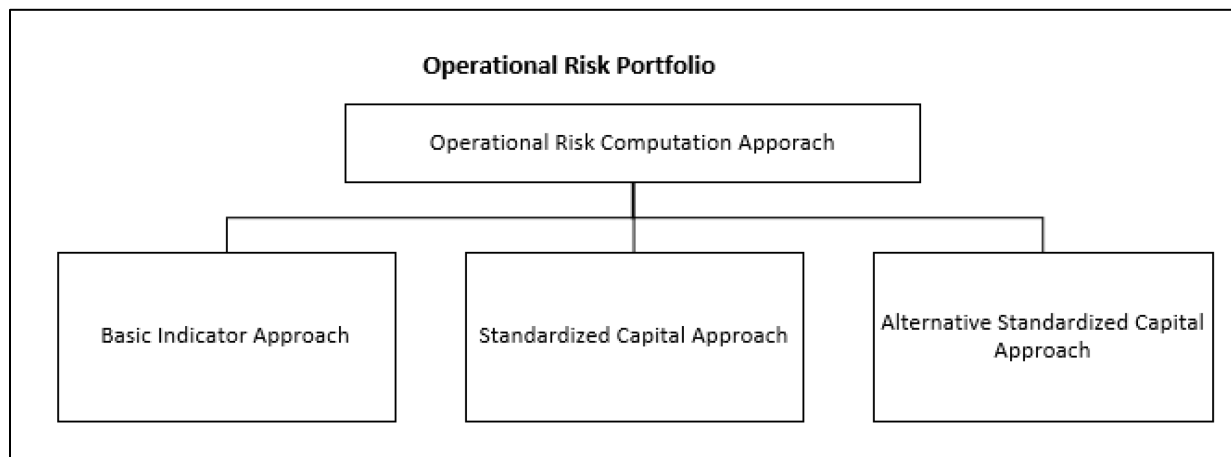 Operational Risk Portfolio
Operational Risk Computation Apporach
Basic Indicator Approach
Standardized Capital Approach
Alternative Standardized Capital
Approach